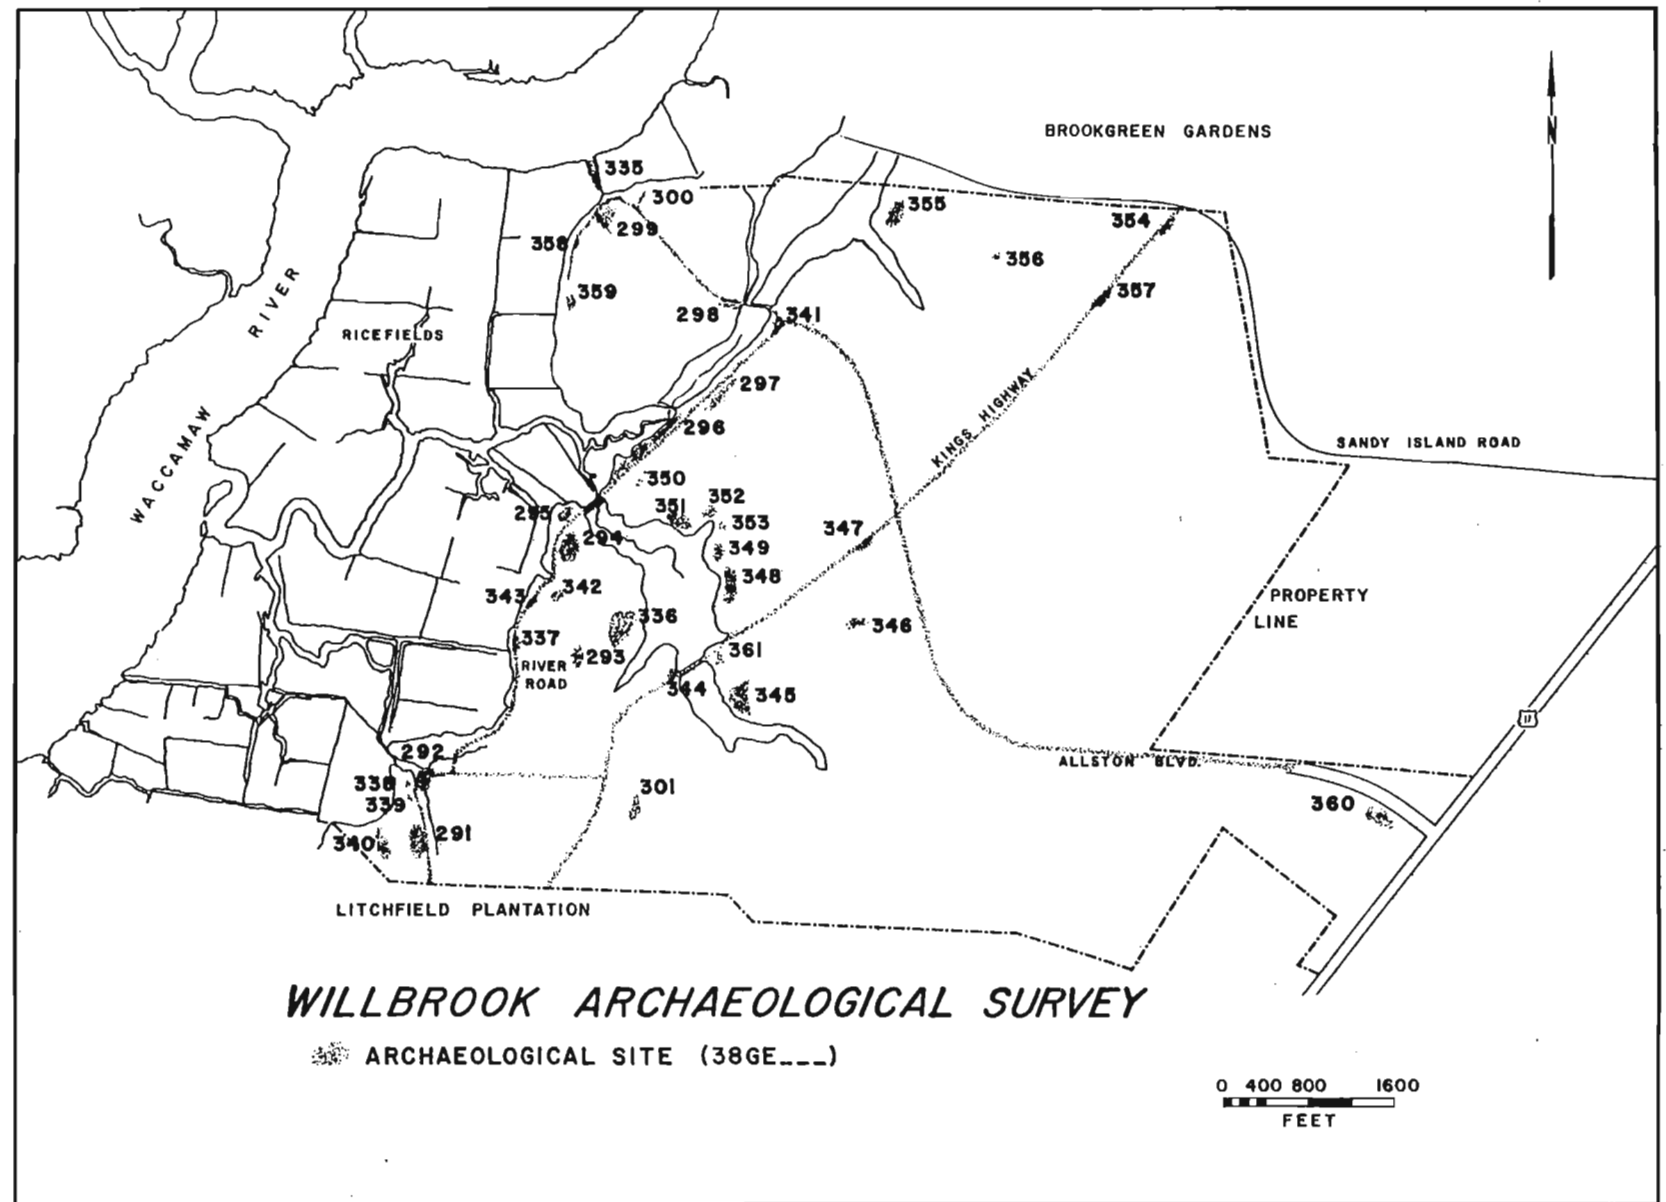 BROOKGREEN GARDENS
N
335
300
355
354
299
358
356
359
357
298
341
RIVER
RICEFIELDS
297
KINGS HIGHWAY
296
WACCAMAW
SANDY ISLAND ROAD
350
352
351
295
353
347
294
349
348
342
343
PROPERTY
LINE
336
346
337
361
293
RIVER
ROAD
344
345
17
292
ALLSTON BLVD.
338
301
339
360
291
340
LITCHFIELD PLANTATION
WILLBROOK ARCHAEOLOGICAL SURVEY
ARCHAEOLOGICAL SITE (38GE___)
0 400 800 1600
FEET